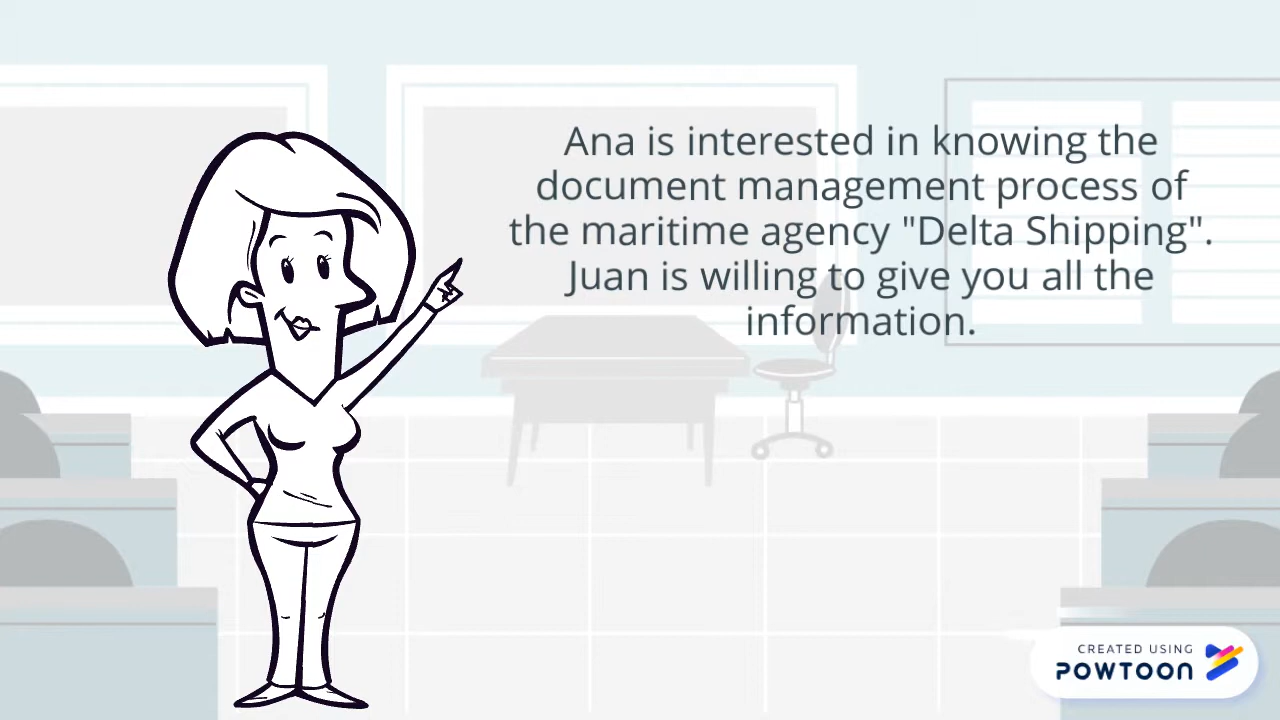 Ana is interested in knowing the
document management process of
the maritime agency "Delta Shipping".
Juan is willing to give you all the
information.
CREATED USING
POWTOON